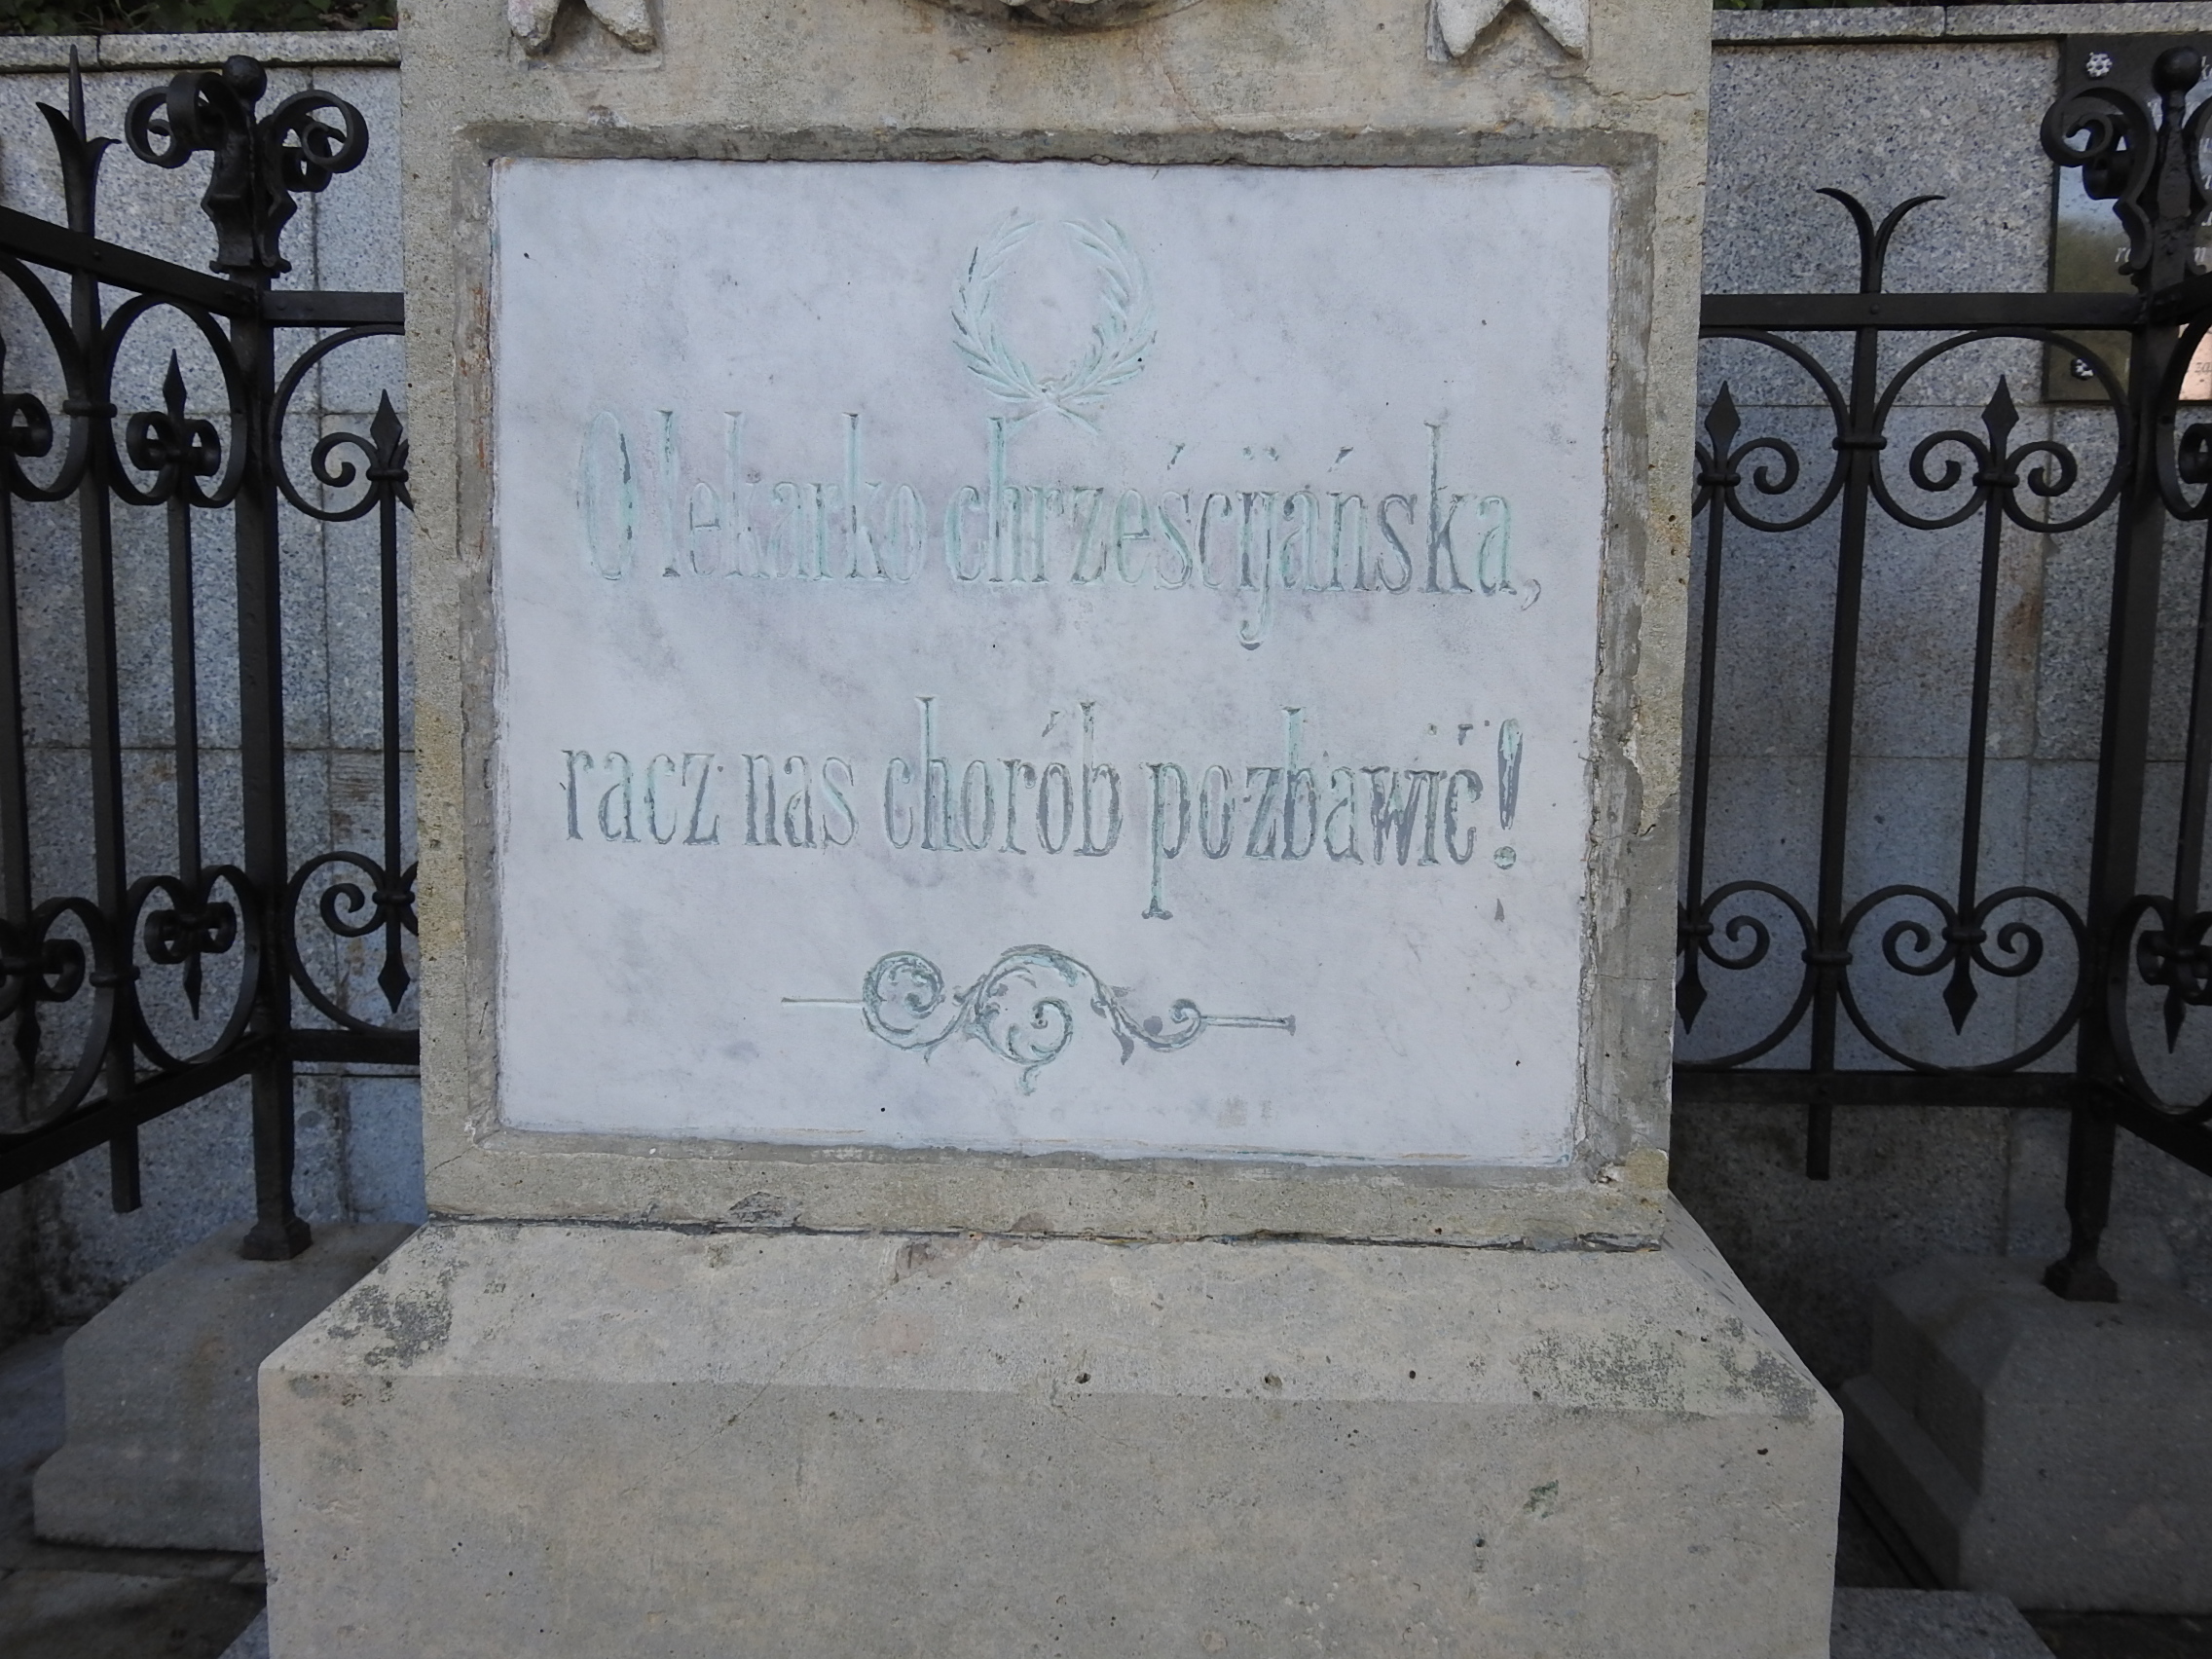 O lekarko chrześcijańska,
racz nas chorób pozbawić!